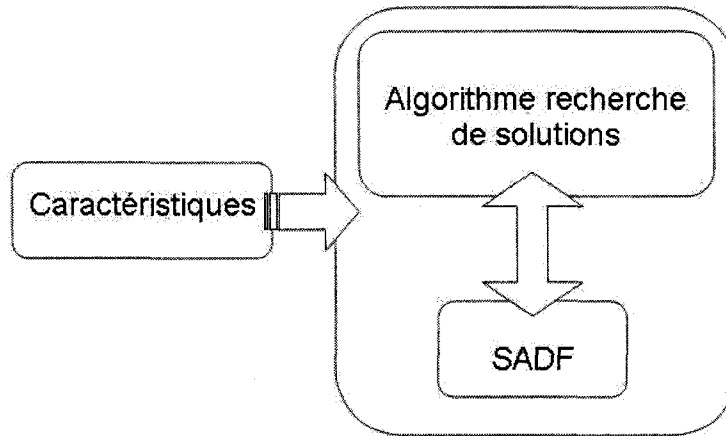 Algorithme recherche
de solutions
Caractéristiques
SADF